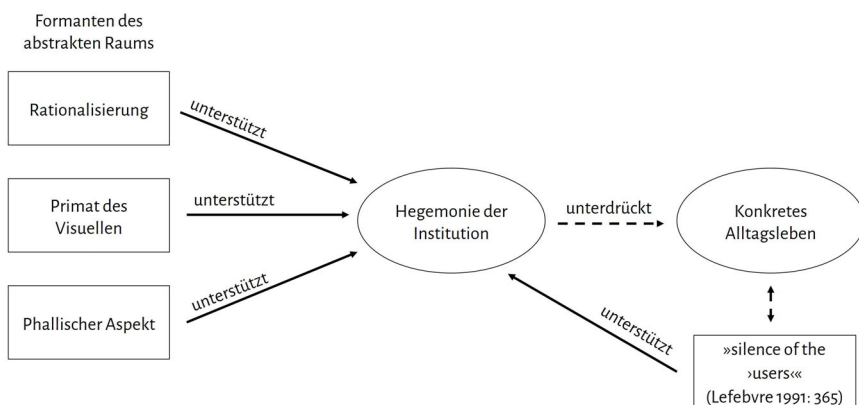 Formanten des
abstrakten Raums
Rationalisierung
unterstützt
Primat des
Visuellen
unterstützt
Hegemonie der
Institution
unterdrückt
Konkretes
Alltagsleben
Phallischer Aspekt
unterstützt
unterstützt
»silence of the
›users‹«
(Lefebvre 1991: 365)